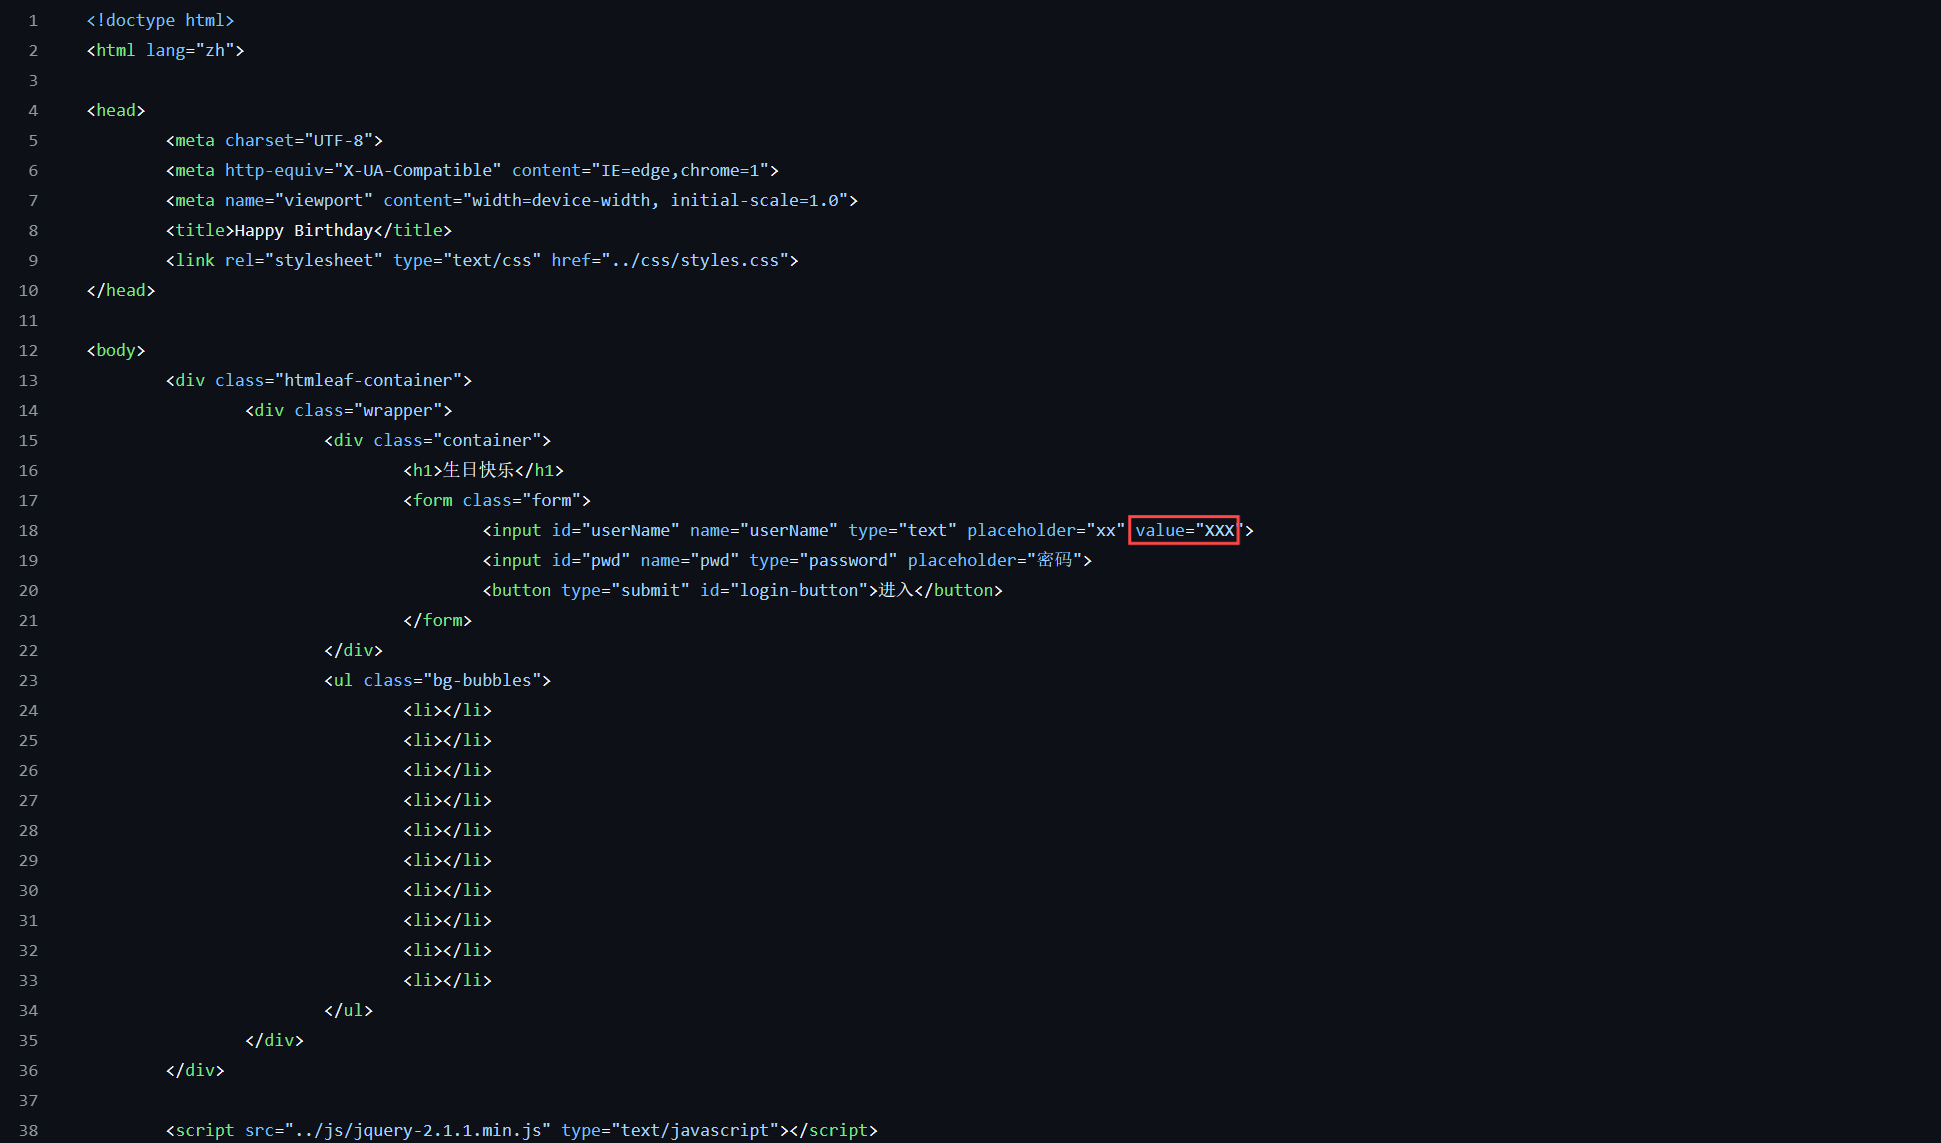 1 <!doctype html>
2 <html lang="zh">
3
4 <head>
5 <meta charset="UTF-8">
6 <meta http-equiv="X-UA-Compatible" content="IE=edge,chrome=1">
7 <meta name="viewport" content="width=device-width, initial-scale=1.0">
8 <title>Happy Birthday</title>
9 <link rel="stylesheet" type="text/css" href="../css/styles.css">
10 </head>
11
12 <body>
13 <div class="htmleaf-container">
14 <div class="wrapper">
15 <div class="container">
16 <h1>生日快乐</h1>
17 <form class="form">
18 <input id="userName" name="userName" type="text" placeholder="xx" value="XXX">
19 <input id="pwd" name="pwd" type="password" placeholder="密码">
20 <button type="submit" id="login-button">进入</button>
21 </form>
22 </div>
23 <ul class="bg-bubbles">
24 <li></li>
25 <li></li>
26 <li></li>
27 <li></li>
28 <li></li>
29 <li></li>
30 <li></li>
31 <li></li>
32 <li></li>
33 <li></li>
34 </ul>
35 </div>
36 </div>
37
38 <script src="../js/jquery-2.1.1.min.js" type="text/javascript"></script>